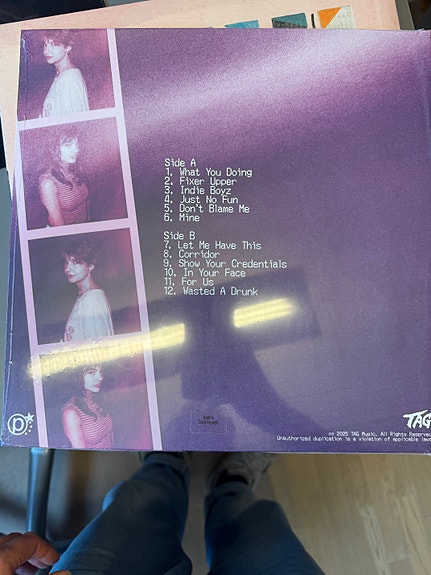 Side A
1. What You Doing
2. Fixer Upper
3. Indie Boyz
4. Just No Fun
5. Don't Blame Me
6. Mine
Side B
7. Let Me Have This
8. Corridor
9. Show Your Credentials
10. In Your Face
11. For Us
12. Wasted A Drunk
p
TAG
2025 TAG Music. All Rights Reserved
Unauthorized duplication is a violation of applicable laws